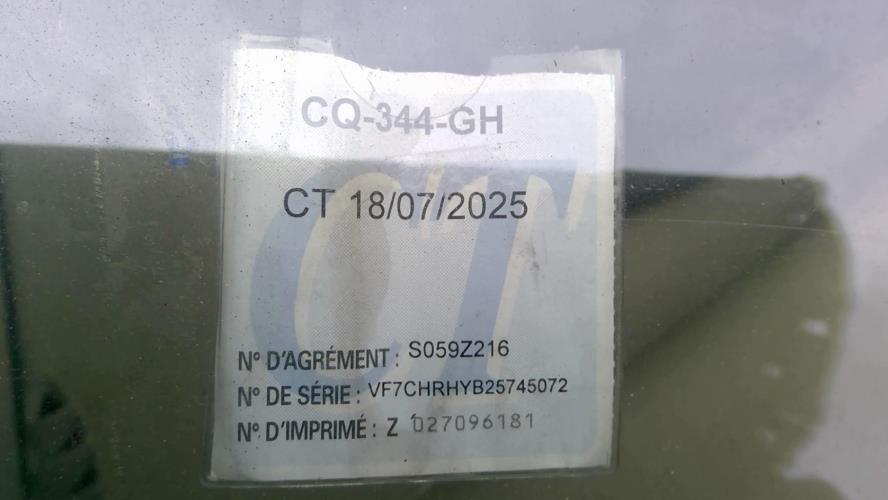 CQ-344-GH
CT 18/07/2025
N° D'AGRÉMENT : S059Z216
N° DE SÉRIE : VF7CHRHYB25745072
N° D'IMPRIMÉ : Z 027096181